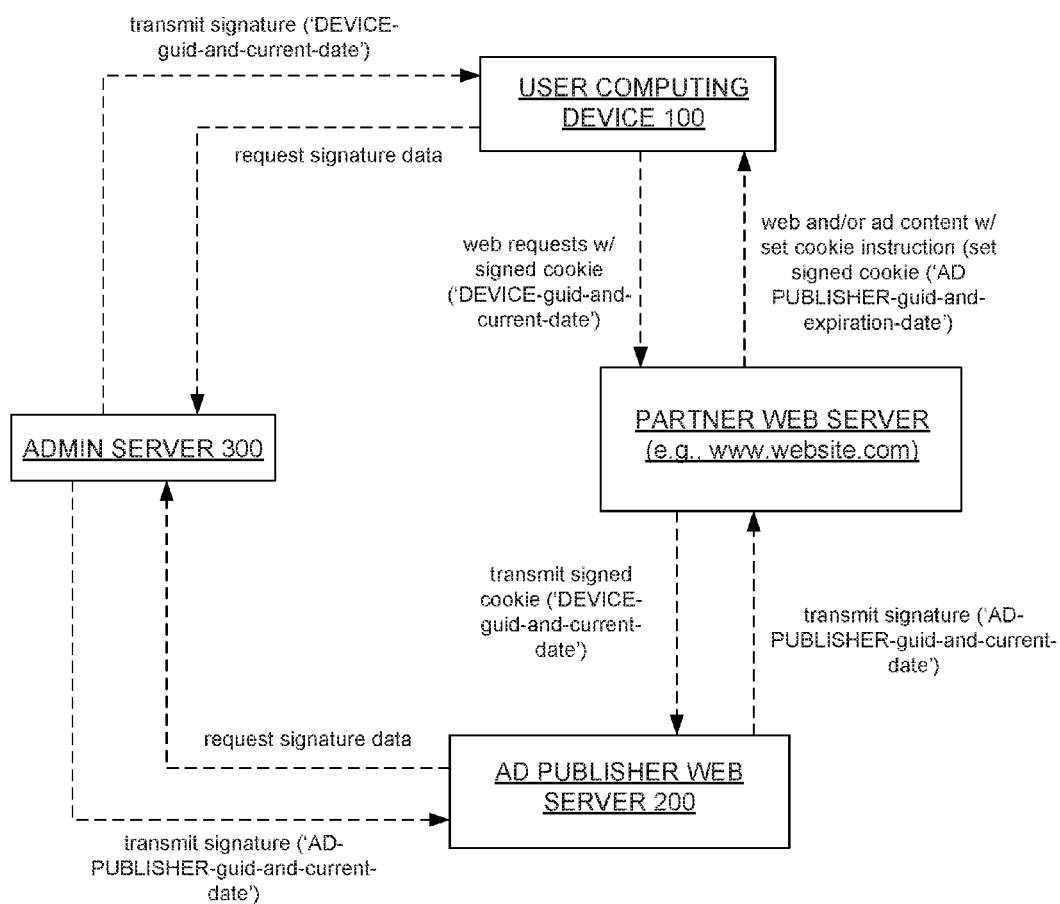 transmit signature (‘DEVICE-
guid-and-current-date’)
USER COMPUTING
DEVICE 100
request signature data
web requests w/
signed cookie
(‘DEVICE-guid-and-
current-date’)
web and/or ad content w/
set cookie instruction (set
signed cookie (‘AD
PUBLISHER-guid-and-
expiration-date’)
ADMIN SERVER 300
PARTNER WEB SERVER
(e.g., www.website.com)
transmit signed
cookie (‘DEVICE-
guid-and-current-
date’)
transmit signature (‘AD-
PUBLISHER-guid-and-current-
date’)
request signature data
AD PUBLISHER WEB
SERVER 200
transmit signature (‘AD-
PUBLISHER-guid-and-current-
date’)